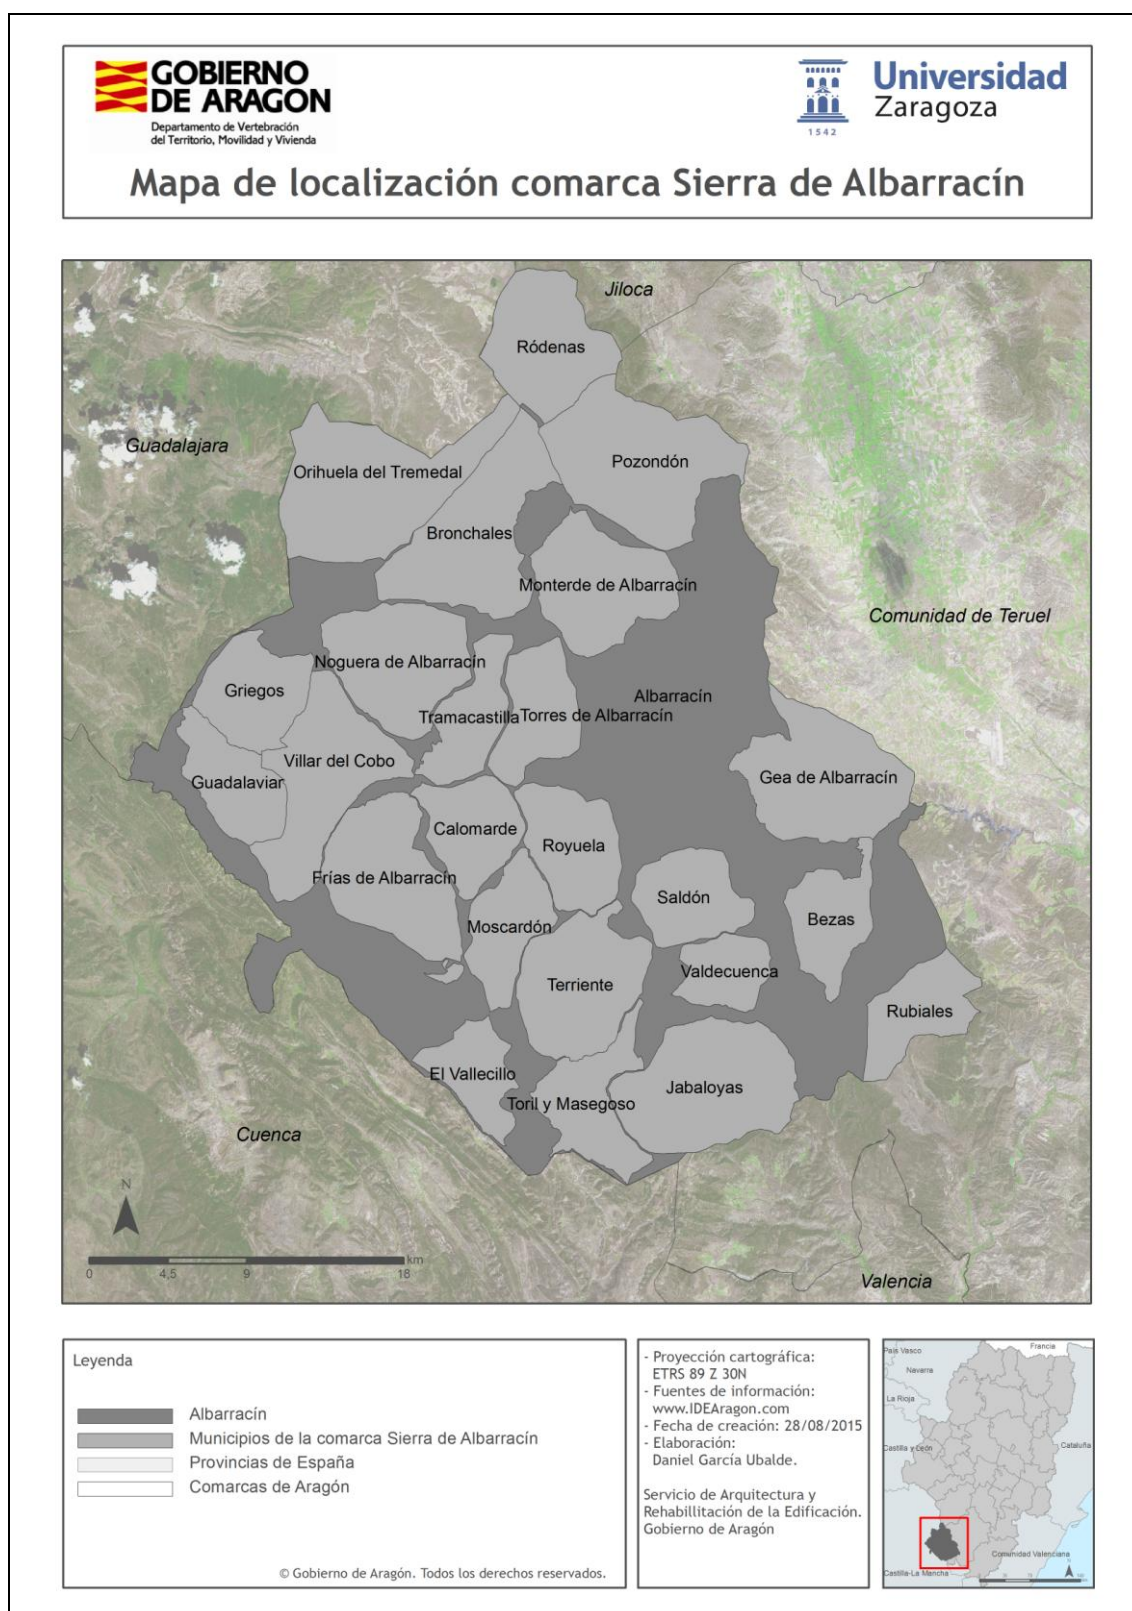 GOBIERNO
DE ARAGON
Departamento de Vertebración
del Territorio, Movilidad y Vivienda
1542
Universidad
Zaragoza
Mapa de localización comarca Sierra de Albarracín
Jiloca
Ródenas
Guadalajara
Orihuela del Tremedal
Pozondón
Bronchales
Monterde de Albarracín
Comunidad de Teruel
Noguera de Albarracín
Griegos
Albarracín
Tramacastilla
Torres de Albarracín
Villar del Cobo
Guadalaviar
Gea de Albarracín
Calomarde
Royuela
Frías de Albarracín
Saldón
Moscardón
Bezas
Valdecuenca
Terriente
Rubiales
El Vallecillo
Jabaloyas
Toril y Masegoso
Cuenca
N
km
0 4,5 9 18
Valencia
Leyenda
Albarracín
Municipios de la comarca Sierra de Albarracín
Provincias de España
Comarcas de Aragón
© Gobierno de Aragón. Todos los derechos reservados.
- Proyección cartográfica:
ETRS 89 Z 30N
- Fuentes de información:
www.IDEAragon.com
- Fecha de creación: 28/08/2015
- Elaboración:
Daniel García Ubalde.
Servicio de Arquitectura y
Rehabillitación de la Edificación.
Gobierno de Aragón
Francia
País Vasco
Navarra
La Rioja
Castilla y León
Cataluña
Comunidad Valenciana
Castilla-La Mancha